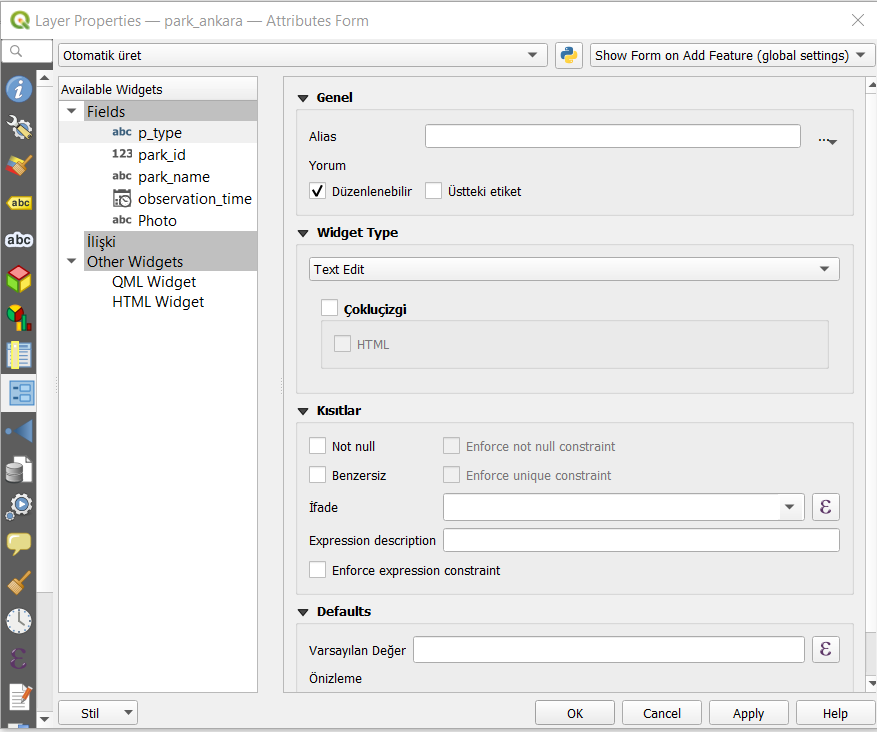 Layer Properties — park_ankara — Attributes Form
Otomatik üret
Show Form on Add Feature (global settings)
Available Widgets
Fields
abc p_type
123 park_id
abc park_name
observation_time
abc Photo
İlişki
Other Widgets
QML Widget
HTML Widget
abc
abc
Genel
Alias
...
Yorum
Düzenlenebilir
Üstteki etiket
Widget Type
Text Edit
Çokluçizgi
HTML
Kısıtlar
Not null
Enforce not null constraint
Benzersiz
Enforce unique constraint
İfade
ε
Expression description
Enforce expression constraint
Defaults
Varsayılan Değer
ε
Önizleme
Stil
OK
Cancel
Apply
Help